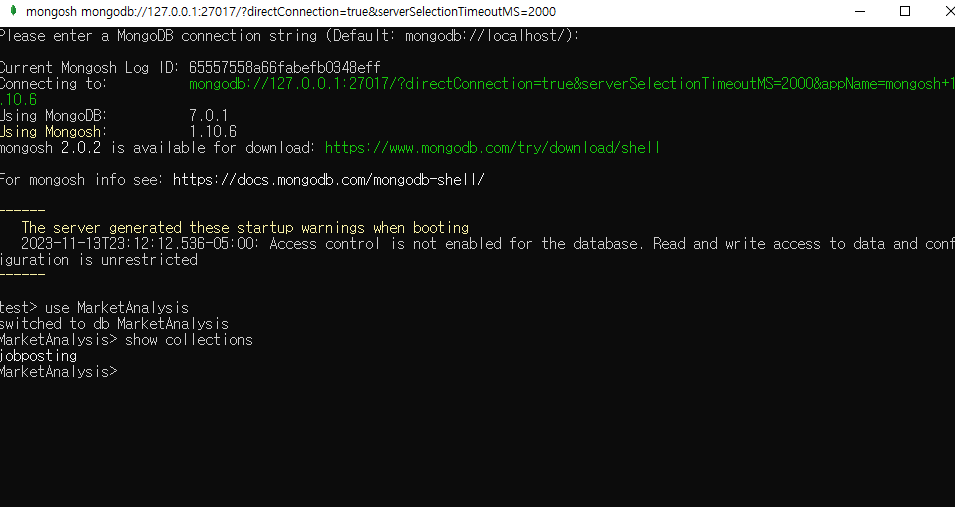 mongosh mongodb://127.0.0.1:27017/?directConnection=true&serverSelectionTimeoutMS=2000
Please enter a MongoDB connection string (Default: mongodb://localhost/):
Current Mongosh Log ID: 65557558a66fabefb0348eff
Connecting to: mongodb://127.0.0.1:27017/?directConnection=true&serverSelectionTimeoutMS=2000&appName=mongosh+1
.10.6
Using MongoDB: 7.0.1
Using Mongosh: 1.10.6
mongosh 2.0.2 is available for download: https://www.mongodb.com/try/download/shell
For mongosh info see: https://docs.mongodb.com/mongodb-shell/
------
The server generated these startup warnings when booting
2023-11-13T23:12:12.536-05:00: Access control is not enabled for the database. Read and write access to data and conf
iguration is unrestricted
------
test> use MarketAnalysis
switched to db MarketAnalysis
MarketAnalysis> show collections
jobposting
MarketAnalysis>